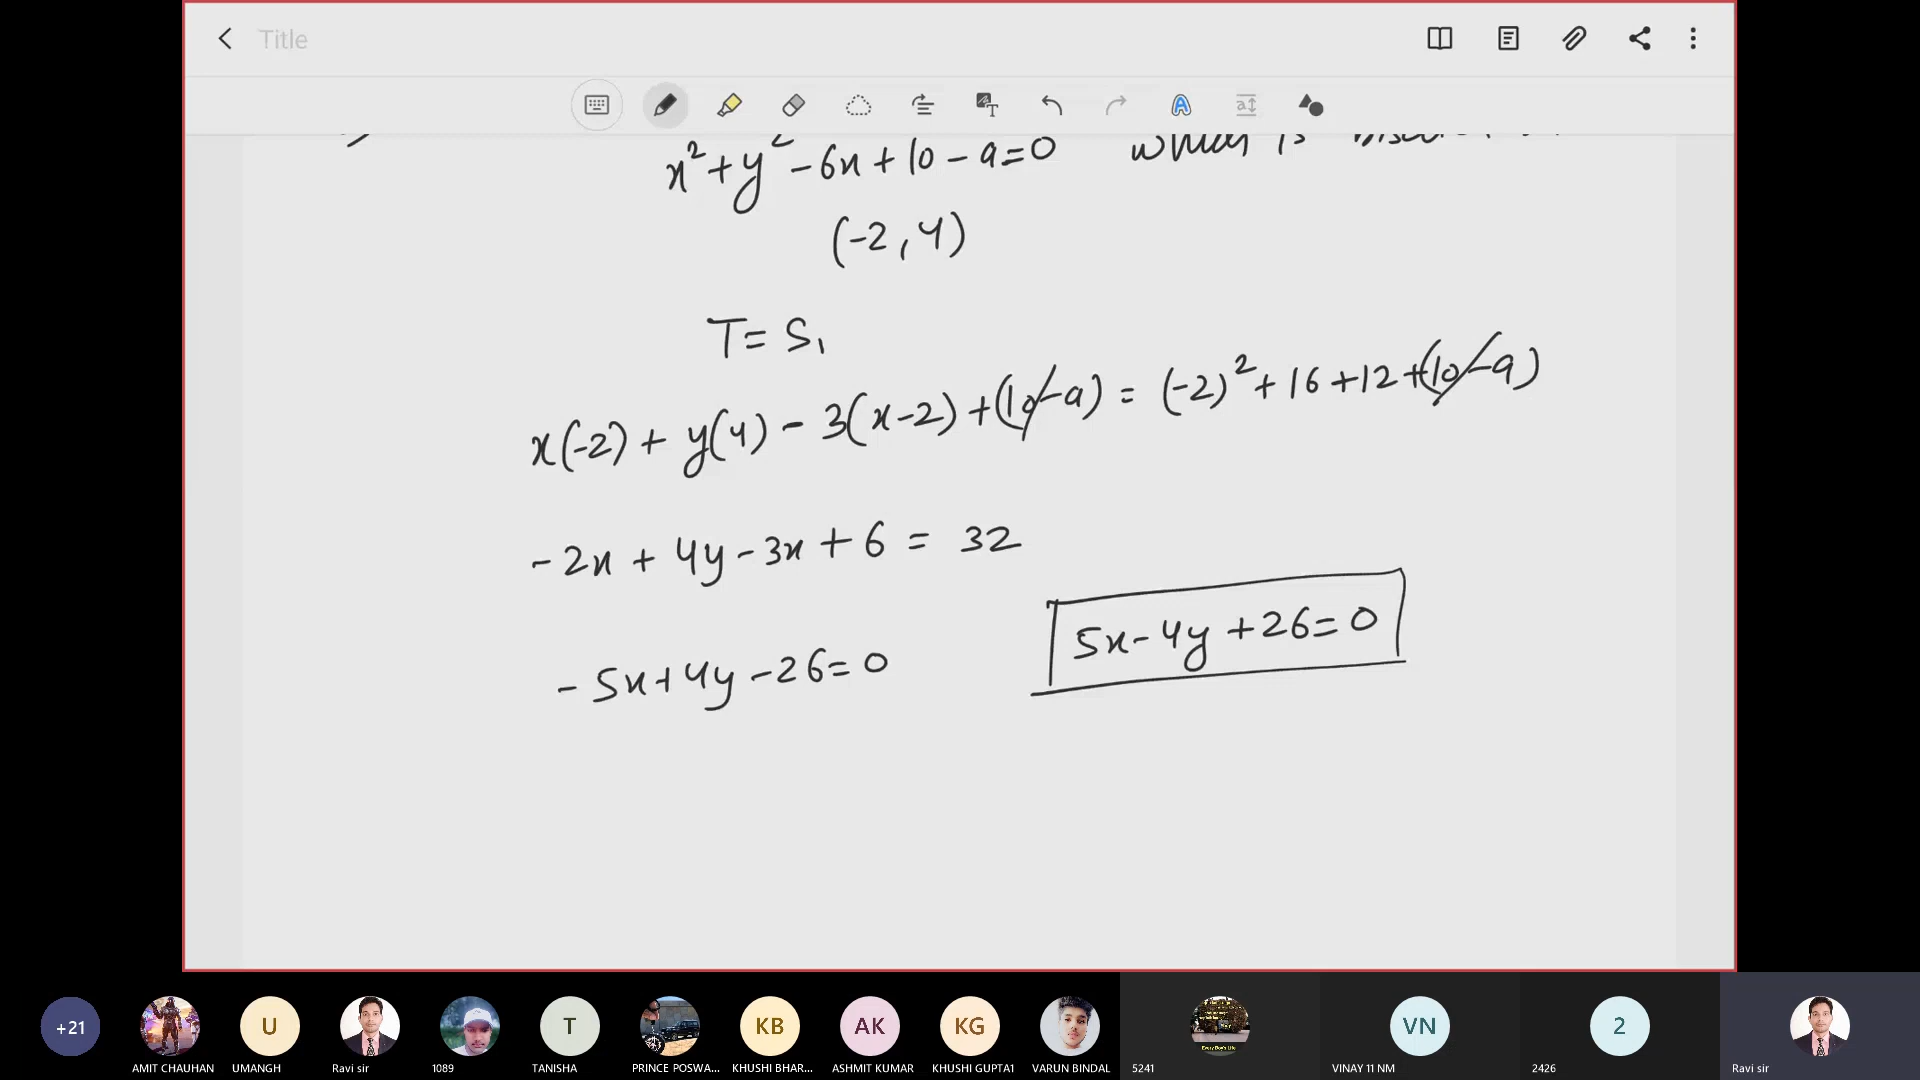 Title
x²+y²-6x+10-a=0 which is
(-2,4)
T=S₁
x(-2)+y(4)-3(x-2)+(10-a)=(-2)²+16+12+(10-a)
-2x+4y-3x+6=32
5x-4y+26=0
-5x+4y-26=0
+21 U T KB AK KG VN 2
AMIT CHAUHAN UMANGH Ravi sir 1089 TANISHA PRINCE POSWA... KHUSHI BHAR... ASHMIT KUMAR KHUSHI GUPTA1 VARUN BINDAL 5241 VINAY 11 NM 2426 Ravi sir